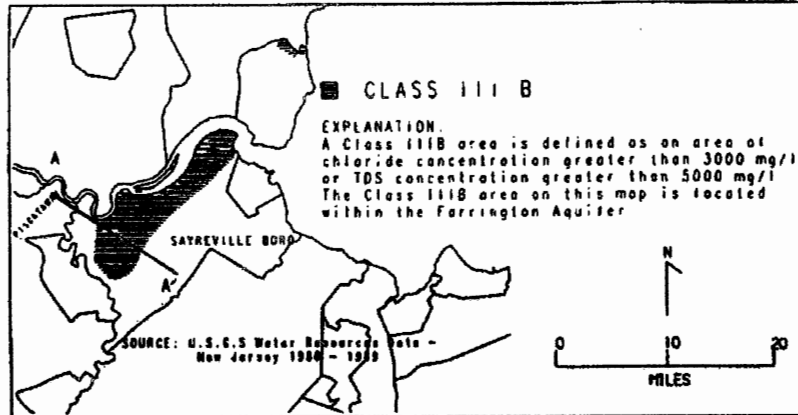 CLASS III B
EXPLANATION.
A Class IIIB area is defined as an area of
chloride concentration greater than 3000 mg/l
or TDS concentration greater than 5000 mg/l
The Class IIIB area on this map is located
within the Farrington Aquifer
A
SAYREVILLE BORO
A'
N
SOURCE: U.S.G.S Water Resources Data -
New Jersey 1980 - 1989
0 10 20
MILES